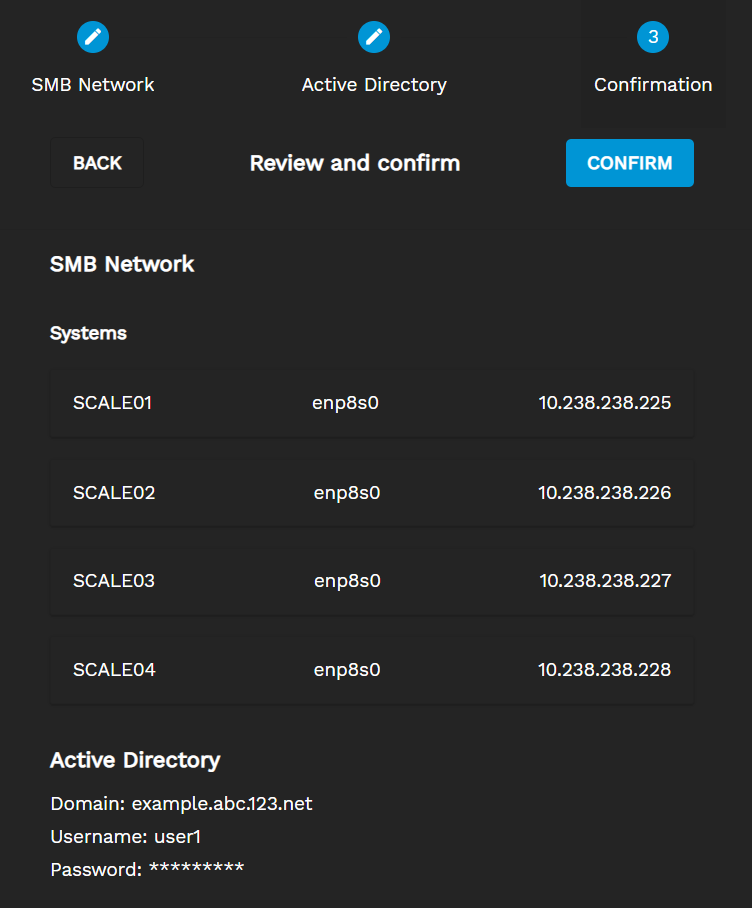 SMB Network Active Directory 3 Confirmation
BACK Review and confirm CONFIRM
SMB Network
Systems
SCALE01 enp8s0 10.238.238.225
SCALE02 enp8s0 10.238.238.226
SCALE03 enp8s0 10.238.238.227
SCALE04 enp8s0 10.238.238.228
Active Directory
Domain: example.abc.123.net
Username: user1
Password: *********